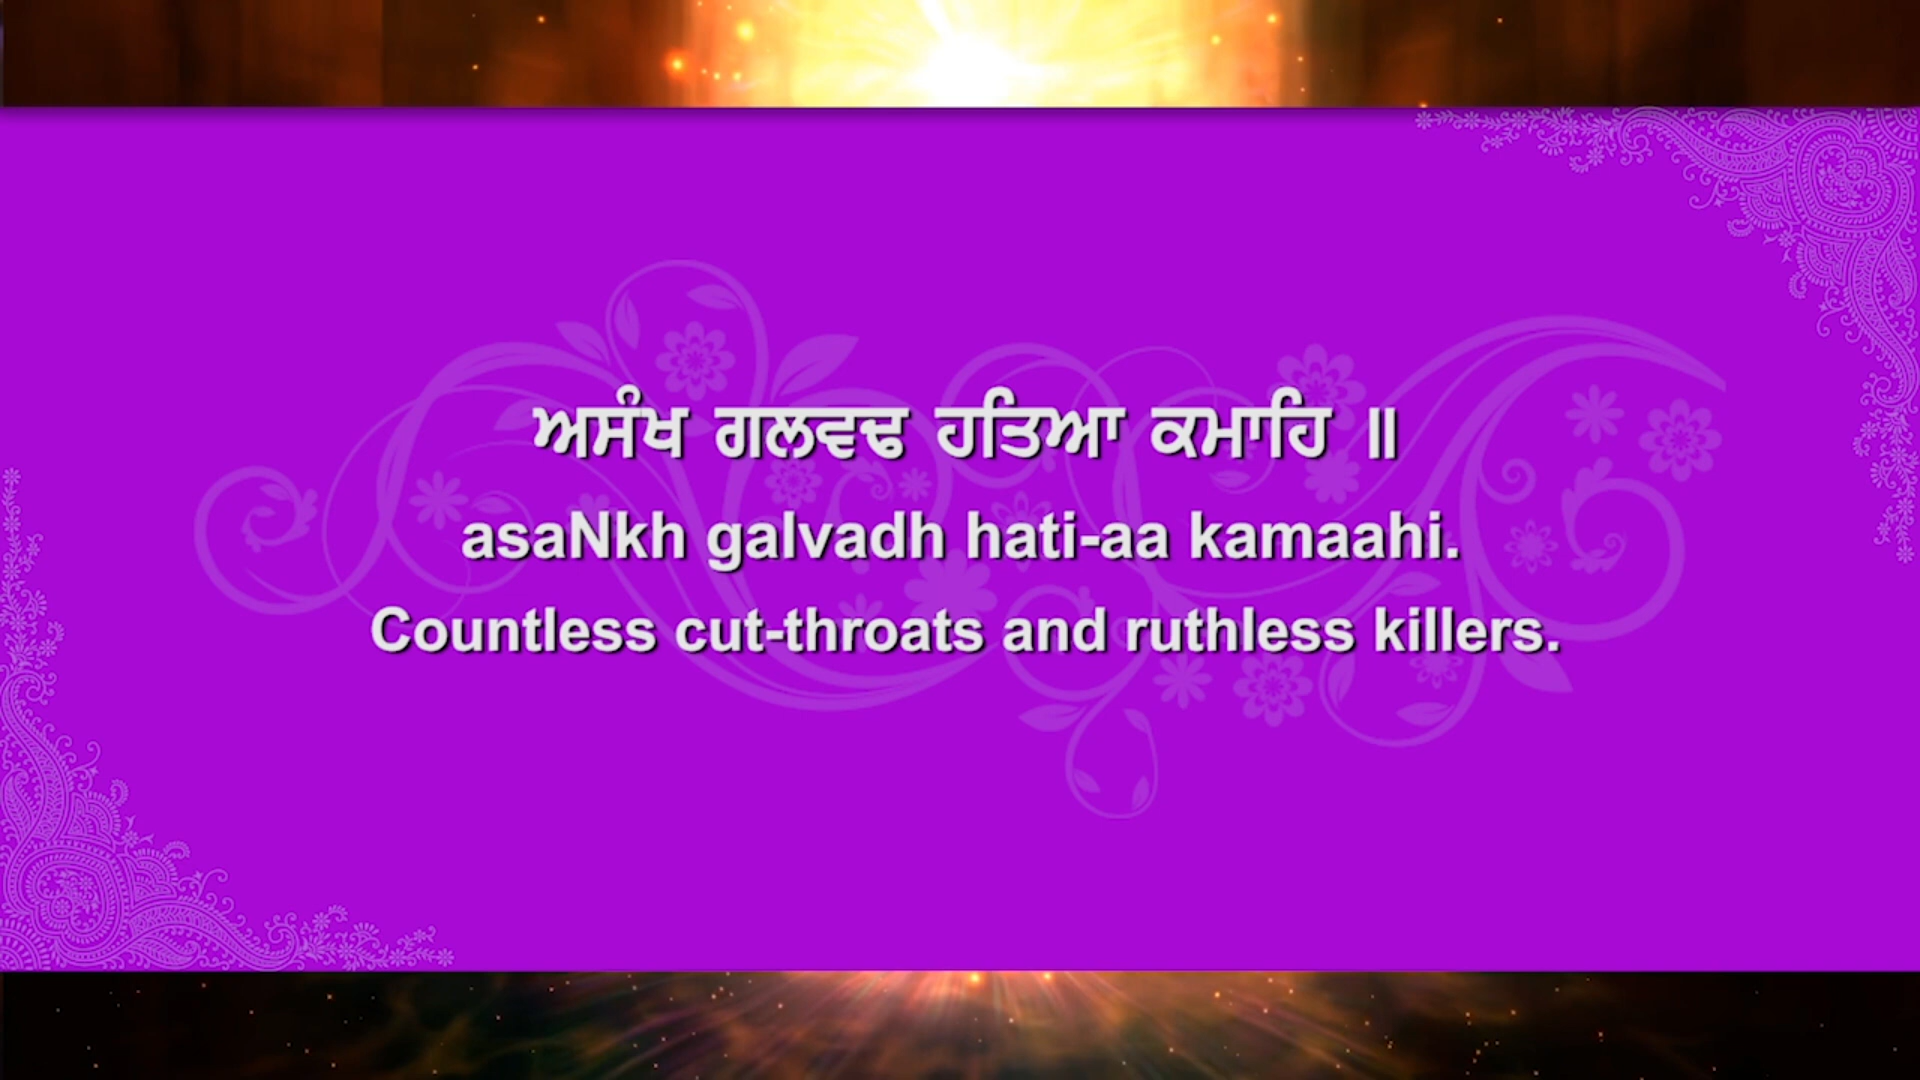 ਅਸੰਖ ਗਲਵਢ ਹਤਿਆ ਕਮਾਹਿ ॥
asaNkh galvadh hati-aa kamaahi.
Countless cut-throats and ruthless killers.